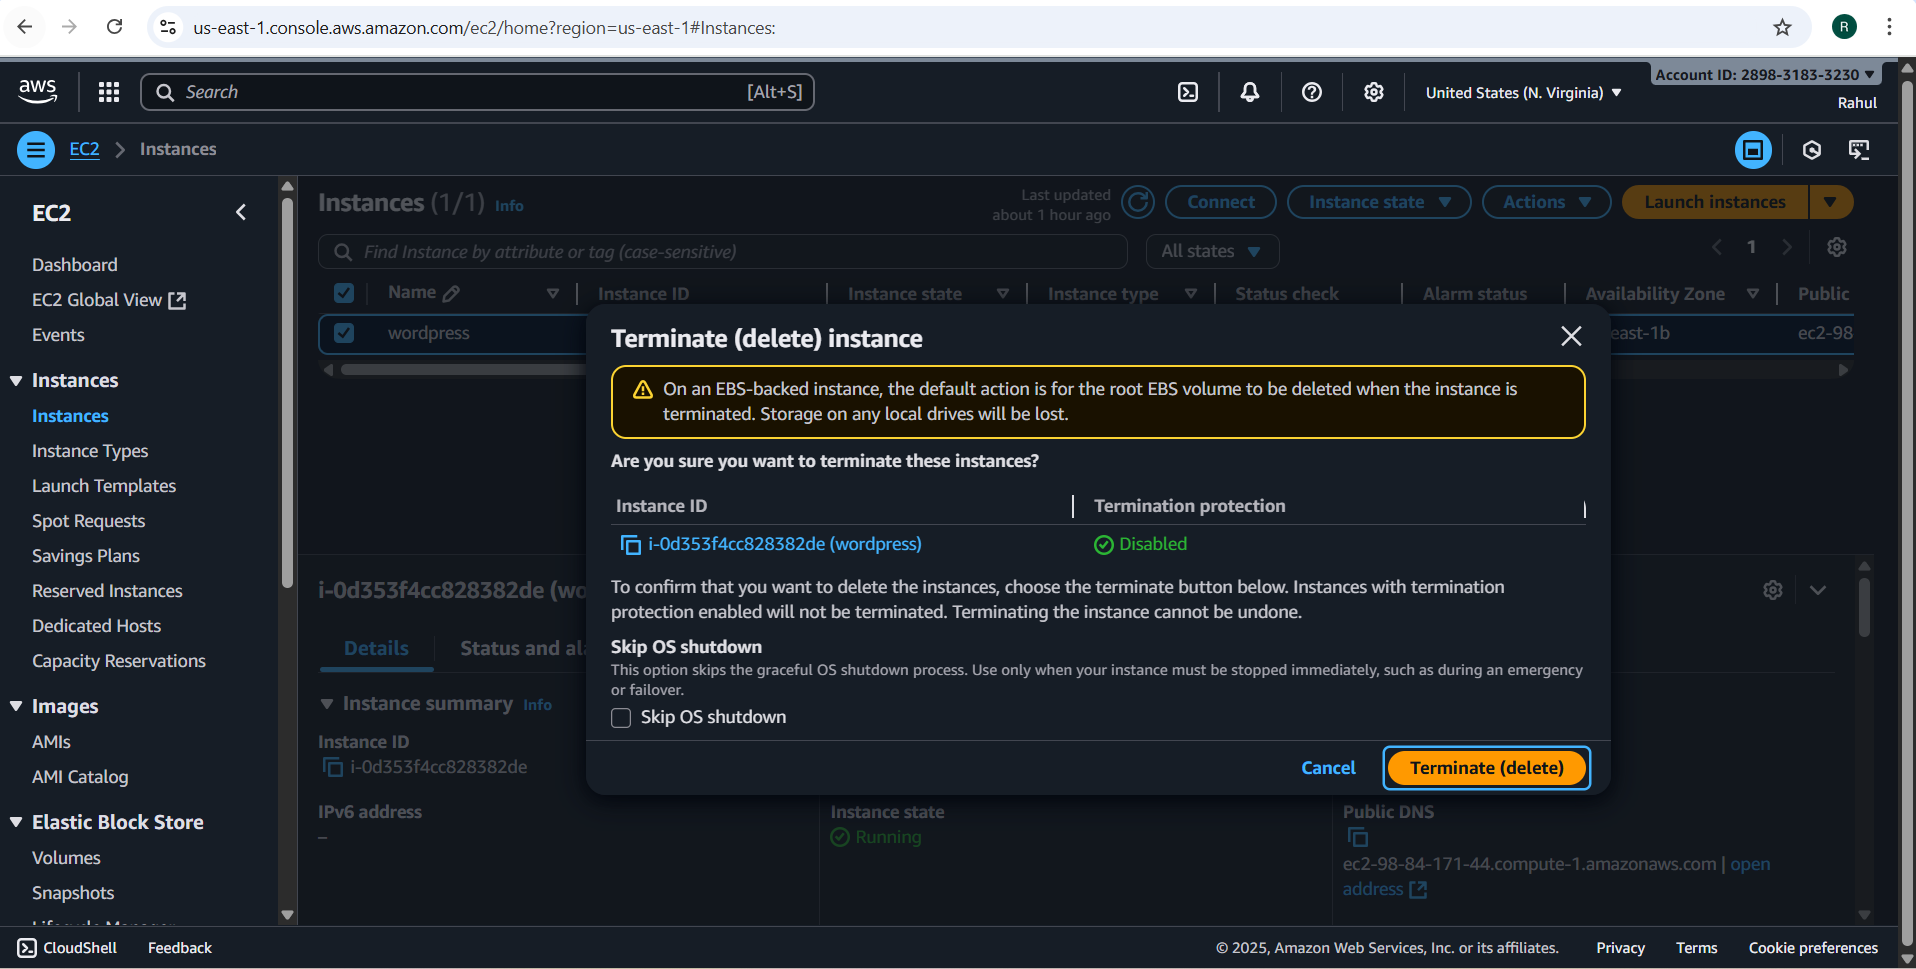 us-east-1.console.aws.amazon.com/ec2/home?region=us-east-1#Instances:
R
aws
Search
[Alt+S]
United States (N. Virginia)
Account ID: 2898-3183-3230
Rahul
EC2
Instances
EC2
Dashboard
EC2 Global View
Events
Instances
Instances
Instance Types
Launch Templates
Spot Requests
Savings Plans
Reserved Instances
Dedicated Hosts
Capacity Reservations
Images
AMIs
AMI Catalog
Elastic Block Store
Volumes
Snapshots
Instances (1/1) Info
Last updated
about 1 hour ago
Connect
Instance state
Actions
Launch instances
Find Instance by attribute or tag (case-sensitive)
All states
1
Name
Instance ID
Instance state
Instance type
Status check
Alarm status
Availability Zone
Public
wordpress
east-1b
ec2-98
Terminate (delete) instance
On an EBS-backed instance, the default action is for the root EBS volume to be deleted when the instance is
terminated. Storage on any local drives will be lost.
Are you sure you want to terminate these instances?
Instance ID
Termination protection
i-0d353f4cc828382de (wordpress)
Disabled
To confirm that you want to delete the instances, choose the terminate button below. Instances with termination
protection enabled will not be terminated. Terminating the instance cannot be undone.
Skip OS shutdown
This option skips the graceful OS shutdown process. Use only when your instance must be stopped immediately, such as during an emergency
or failover.
Skip OS shutdown
Cancel
Terminate (delete)
i-0d353f4cc828382de (wo
Details
Status and ala
Instance summary Info
Instance ID
i-0d353f4cc828382de
IPv6 address
–
Instance state
Running
Public DNS
ec2-98-84-171-44.compute-1.amazonaws.com | open
address
CloudShell
Feedback
© 2025, Amazon Web Services, Inc. or its affiliates.
Privacy
Terms
Cookie preferences